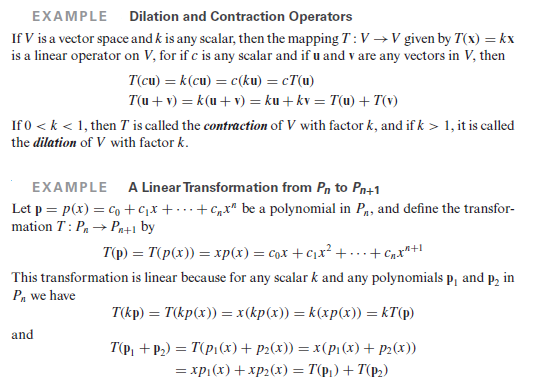 EXAMPLE Dilation and Contraction Operators
If V is a vector space and k is any scalar, then the mapping T : V → V given by T(x) = kx
is a linear operator on V, for if c is any scalar and if u and v are any vectors in V, then
T(cu) = k(cu) = c(ku) = cT(u)
T(u + v) = k(u + v) = ku + kv = T(u) + T(v)
If 0 < k < 1, then T is called the contraction of V with factor k, and if k > 1, it is called
the dilation of V with factor k.
EXAMPLE A Linear Transformation from Pₙ to Pₙ₊₁
Let p = p(x) = c₀ + c₁x + ··· + cₙxⁿ be a polynomial in Pₙ, and define the transfor-
mation T : Pₙ → Pₙ₊₁ by
T(p) = T(p(x)) = xp(x) = c₀x + c₁x² + ··· + cₙxⁿ⁺¹
This transformation is linear because for any scalar k and any polynomials p₁ and p₂ in
Pₙ we have
T(kp) = T(kp(x)) = x(kp(x)) = k(xp(x)) = kT(p)
and
T(p₁ + p₂) = T(p₁(x) + p₂(x)) = x(p₁(x) + p₂(x))
= xp₁(x) + xp₂(x) = T(p₁) + T(p₂)